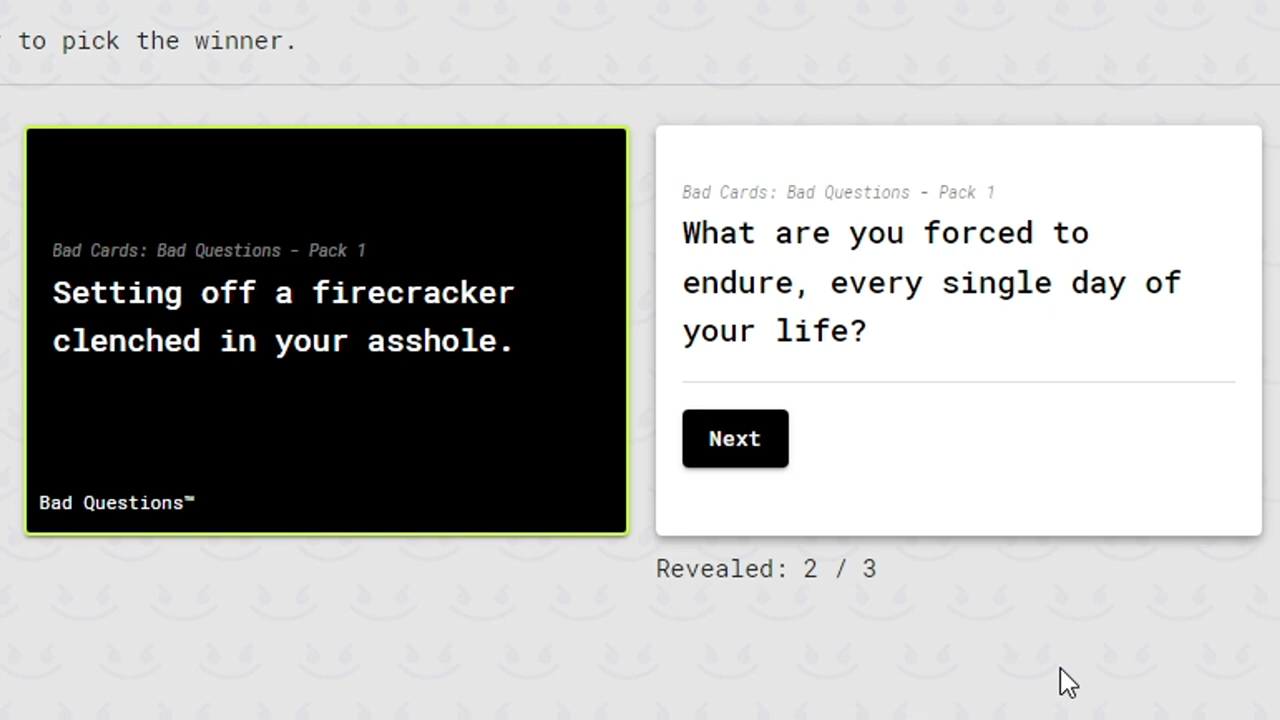 to pick the winner.
Bad Cards: Bad Questions - Pack 1
Setting off a firecracker
clenched in your asshole.
Bad Questions™
Bad Cards: Bad Questions - Pack 1
What are you forced to
endure, every single day of
your life?
Next
Revealed: 2 / 3